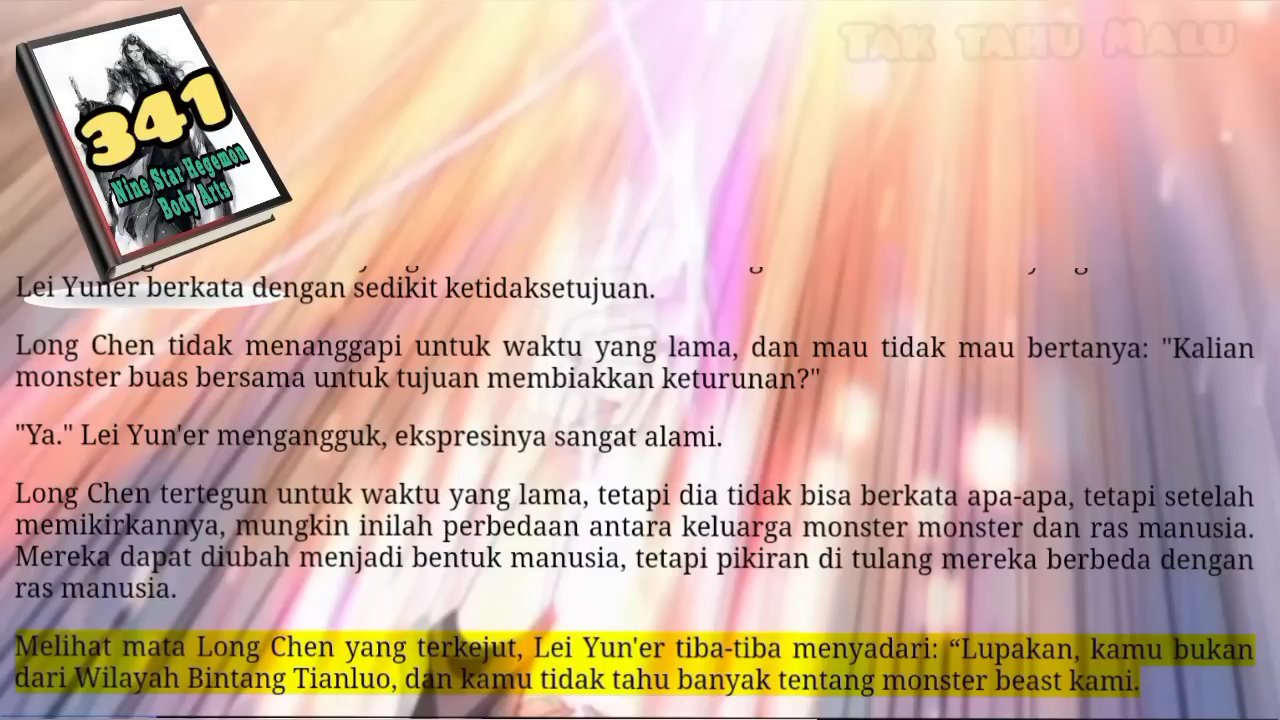 Tak tahu Malu
341
Nine Star Hegemon
Body Arts
Lei Yuner berkata dengan sedikit ketidaksetujuan.
Long Chen tidak menanggapi untuk waktu yang lama, dan mau tidak mau bertanya: "Kalian
monster buas bersama untuk tujuan membiakkan keturunan?"
"Ya." Lei Yun'er mengangguk, ekspresinya sangat alami.
Long Chen tertegun untuk waktu yang lama, tetapi dia tidak bisa berkata apa-apa, tetapi setelah
memikirkannya, mungkin inilah perbedaan antara keluarga monster monster dan ras manusia.
Mereka dapat diubah menjadi bentuk manusia, tetapi pikiran di tulang mereka berbeda dengan
ras manusia.
Melihat mata Long Chen yang terkejut, Lei Yun'er tiba-tiba menyadari: “Lupakan, kamu bukan
dari Wilayah Bintang Tianluo, dan kamu tidak tahu banyak tentang monster beast kami.